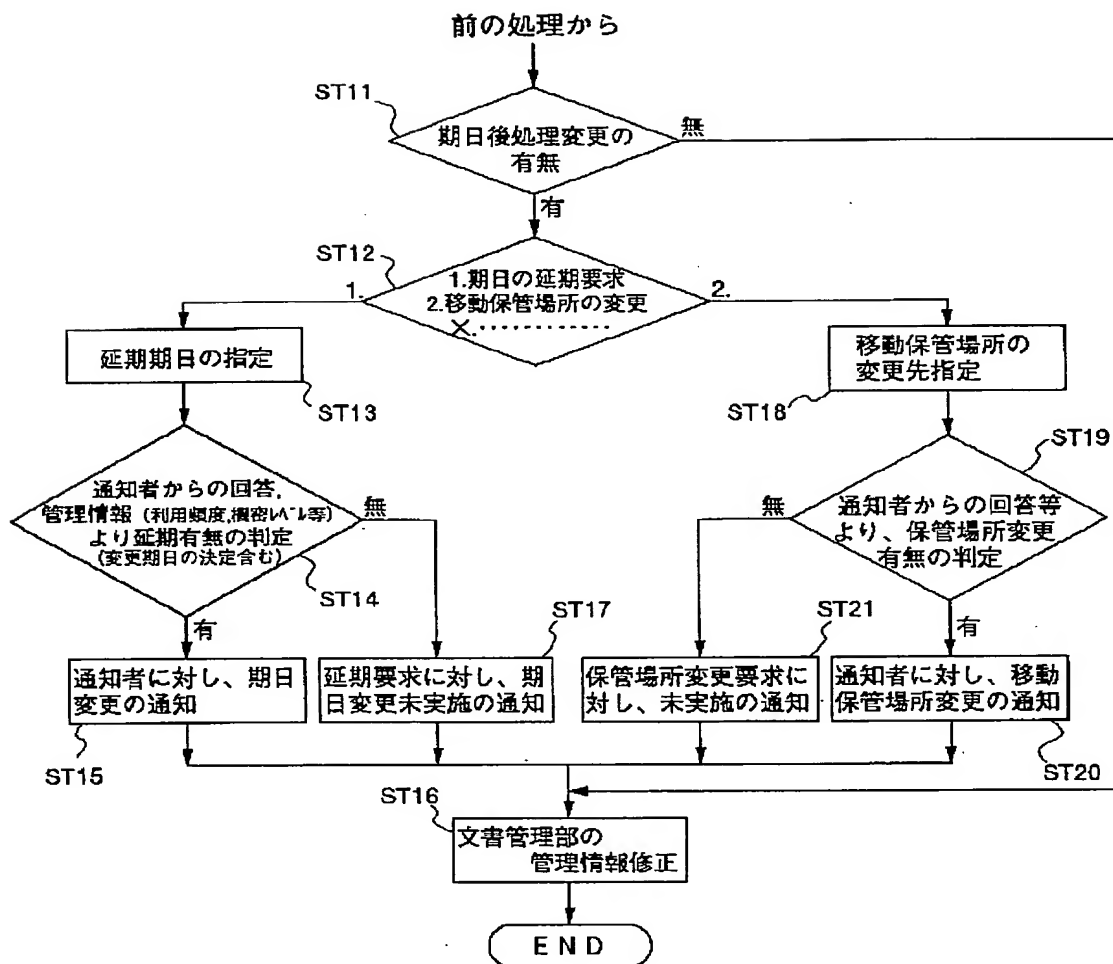 前の処理から
ST11
期日後処理変更の
有無
無
有
ST12
1.期日の延期要求
2.移動保管場所の変更
X.‥‥‥‥‥‥
1.
2.
延期期日の指定
ST13
移動保管場所の
変更先指定
ST18
通知者からの回答,
管理情報(利用頻度,機密レベル等)
より延期有無の判定
(変更期日の決定含む)
ST14
無
有
通知者からの回答等
より、保管場所変更
有無の判定
ST19
無
有
通知者に対し、期日
変更の通知
ST15
延期要求に対し、期
日変更未実施の通知
ST17
保管場所変更要求に
対し、未実施の通知
ST21
通知者に対し、移動
保管場所変更の通知
ST20
ST16
文書管理部の
管理情報修正
END